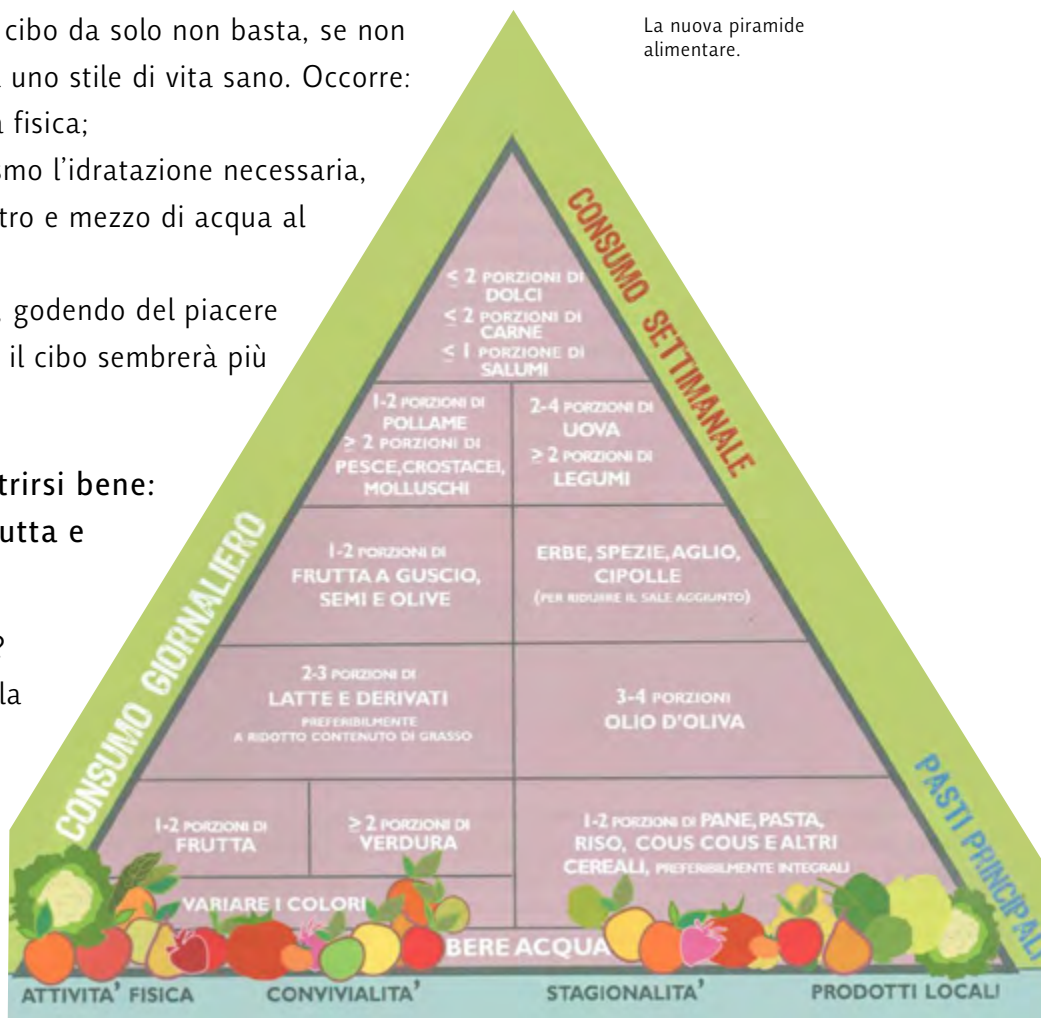 cibo da solo non basta, se non
uno stile di vita sano. Occorre:
fisica;
smo l'idratazione necessaria,
tro e mezzo di acqua al
godendo del piacere
il cibo sembrerà più
trirsi bene:
utta e
?
la
La nuova piramide
alimentare.
CONSUMO SETTIMANALE
≤ 2 PORZIONI DI
DOLCI
≤ 2 PORZIONI DI
CARNE
≤ 1 PORZIONE DI
SALUMI
1-2 PORZIONI DI
POLLAME
≥ 2 PORZIONI DI
PESCE, CROSTACEI,
MOLLUSCHI
2-4 PORZIONI DI
UOVA
≥ 2 PORZIONI DI
LEGUMI
CONSUMO GIORNALIERO
1-2 PORZIONI DI
FRUTTA A GUSCIO,
SEMI E OLIVE
ERBE, SPEZIE, AGLIO,
CIPOLLE
(PER RIDURRE IL SALE AGGIUNTO)
2-3 PORZIONI DI
LATTE E DERIVATI
PREFERIBILMENTE
A RIDOTTO CONTENUTO DI GRASSO
3-4 PORZIONI
OLIO D'OLIVA
PASTI PRINCIPALI
1-2 PORZIONI DI
FRUTTA
≥ 2 PORZIONI DI
VERDURA
1-2 PORZIONI DI PANE, PASTA,
RISO, COUS COUS E ALTRI
CEREALI, PREFERIBILMENTE INTEGRALI
VARIARE I COLORI
BERE ACQUA
ATTIVITA' FISICA
CONVIVIALITA'
STAGIONALITA'
PRODOTTI LOCALI